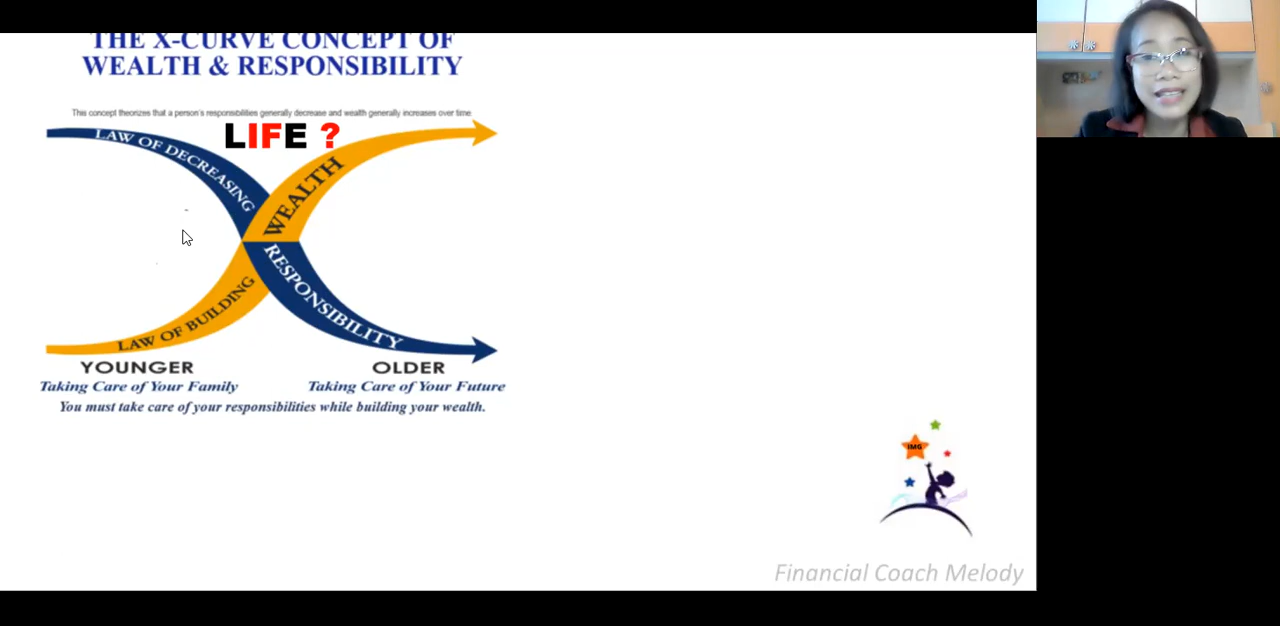 THE X-CURVE CONCEPT OF
WEALTH & RESPONSIBILITY
This concept theorizes that a person's responsibilities generally decrease and wealth generally increases over time
LIFE ?
LAW OF DECREASING
WEALTH
RESPONSIBILITY
LAW OF BUILDING
YOUNGER
OLDER
Taking Care of Your Family
Taking Care of Your Future
You must take care of your responsibilities while building your wealth.
IMG
Financial Coach Melody